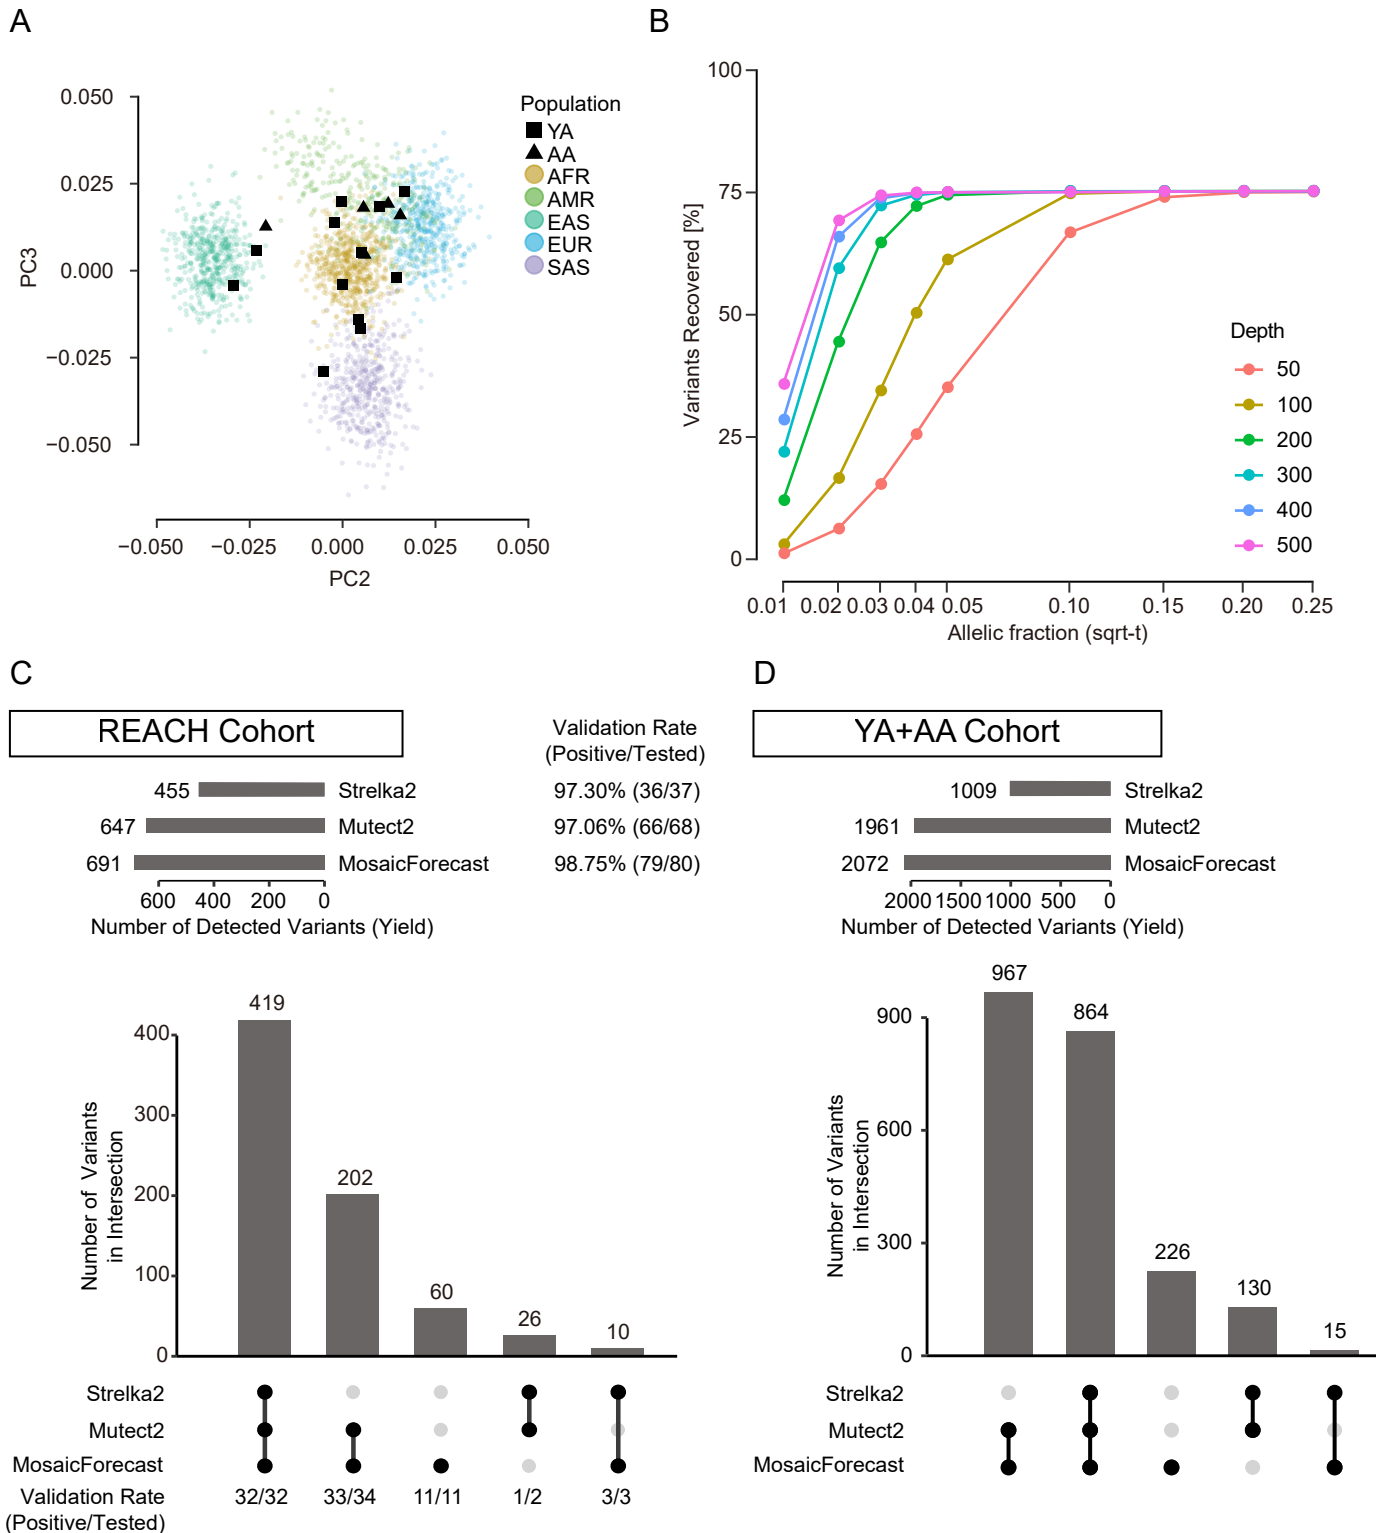 A
B
0.050
0.025
0.000
−0.025
−0.050
PC3
−0.050 −0.025 0.000 0.025 0.050
PC2
Population
YA
AA
AFR
AMR
EAS
EUR
SAS
100
75
50
25
0
Variants Recovered [%]
0.01 0.02 0.03 0.04 0.05 0.10 0.15 0.20 0.25
Allelic fraction (sqrt-t)
Depth
50
100
200
300
400
500
C
REACH Cohort
Validation Rate
(Positive/Tested)
455 Strelka2 97.30% (36/37)
647 Mutect2 97.06% (66/68)
691 MosaicForecast 98.75% (79/80)
600 400 200 0
Number of Detected Variants (Yield)
419
202
60
26
10
400
300
200
100
0
Number of Variants
in Intersection
Strelka2
Mutect2
MosaicForecast
Validation Rate
(Positive/Tested)
32/32 33/34 11/11 1/2 3/3
D
YA+AA Cohort
1009 Strelka2
1961 Mutect2
2072 MosaicForecast
2000 1500 1000 500 0
Number of Detected Variants (Yield)
967
864
226
130
15
900
600
300
0
Number of Variants
in Intersection
Strelka2
Mutect2
MosaicForecast